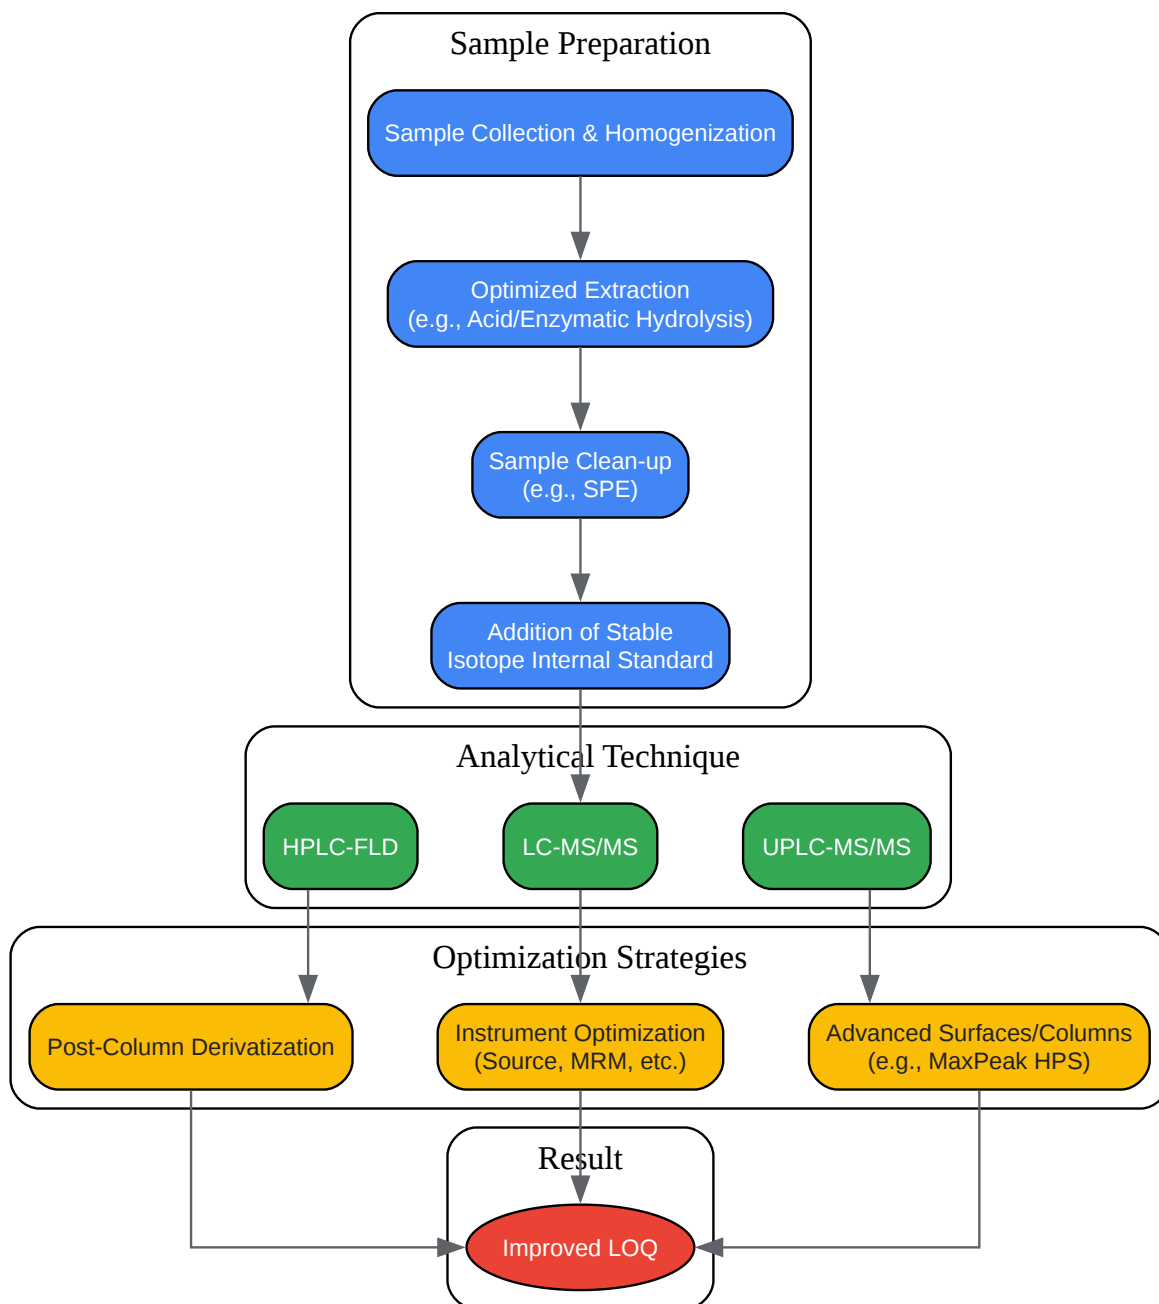 Sample Preparation
Sample Collection & Homogenization
Optimized Extraction
(e.g., Acid/Enzymatic Hydrolysis)
Sample Clean-up
(e.g., SPE)
Addition of Stable
Isotope Internal Standard
Analytical Technique
HPLC-FLD
LC-MS/MS
UPLC-MS/MS
Optimization Strategies
Post-Column Derivatization
Instrument Optimization
(Source, MRM, etc.)
Advanced Surfaces/Columns
(e.g., MaxPeak HPS)
Result
Improved LOQ